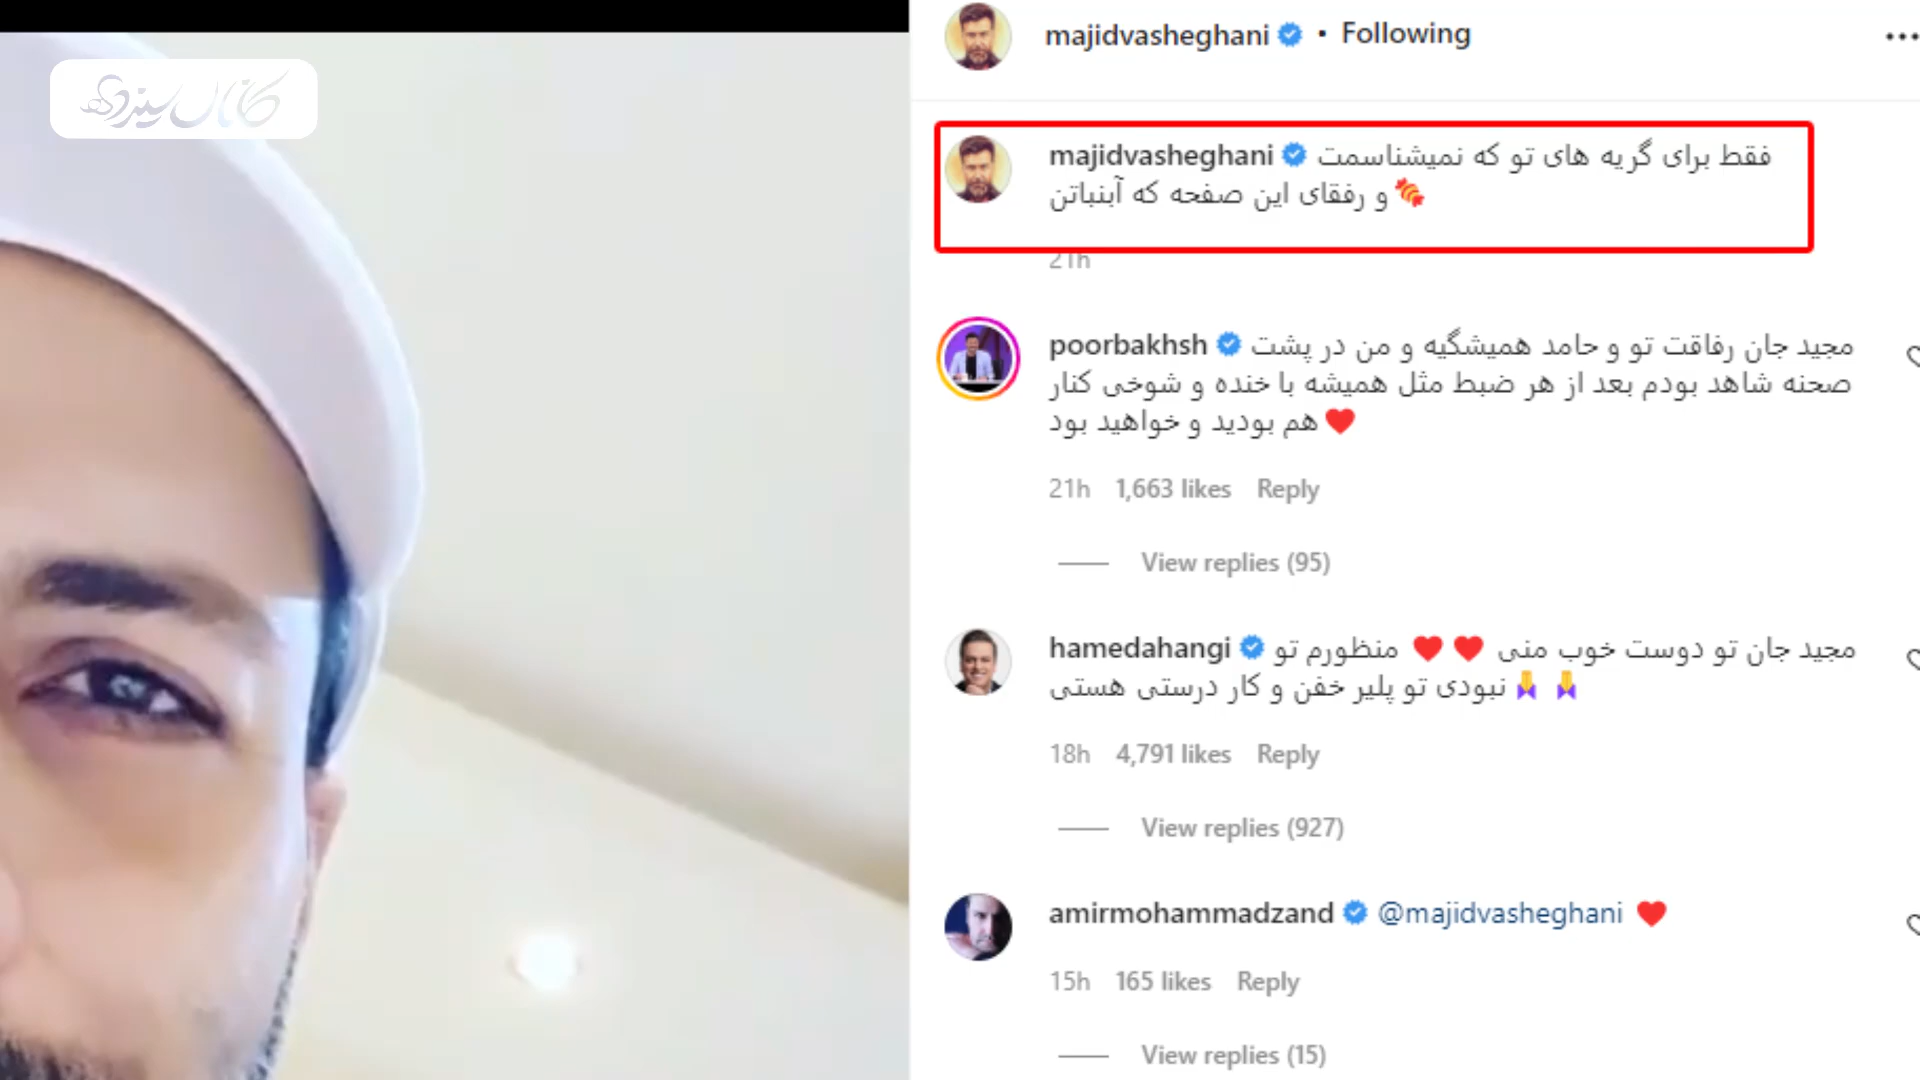 کانال سیزده
majidvasheghani • Following
majidvasheghani فقط برای گریه های تو که نمیشناسمت
و رفقای این صفحه که آبنباتن🍬
21h
poorbakhsh مجید جان رفاقت تو و حامد همیشگیه و من در پشت
صحنه شاهد بودم بعد از هر ضبط مثل همیشه با خنده و شوخی کنار
هم بودید و خواهید بود❤️
21h 1,663 likes Reply
View replies (95)
hamedahangi مجید جان تو دوست خوب منی ❤️❤️ منظورم تو
نبودی تو پلیر خفن و کار درستی هستی🙏🙏
18h 4,791 likes Reply
View replies (927)
amirmohammadzand @majidvasheghani ❤️
15h 165 likes Reply
View replies (15)